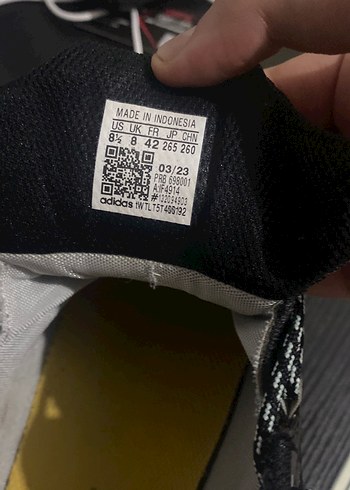 MADE IN INDONESIA
US UK FR JP CHN
8½ 8 42 265 260
03/23
PRB 698001
AJF4914
adidas